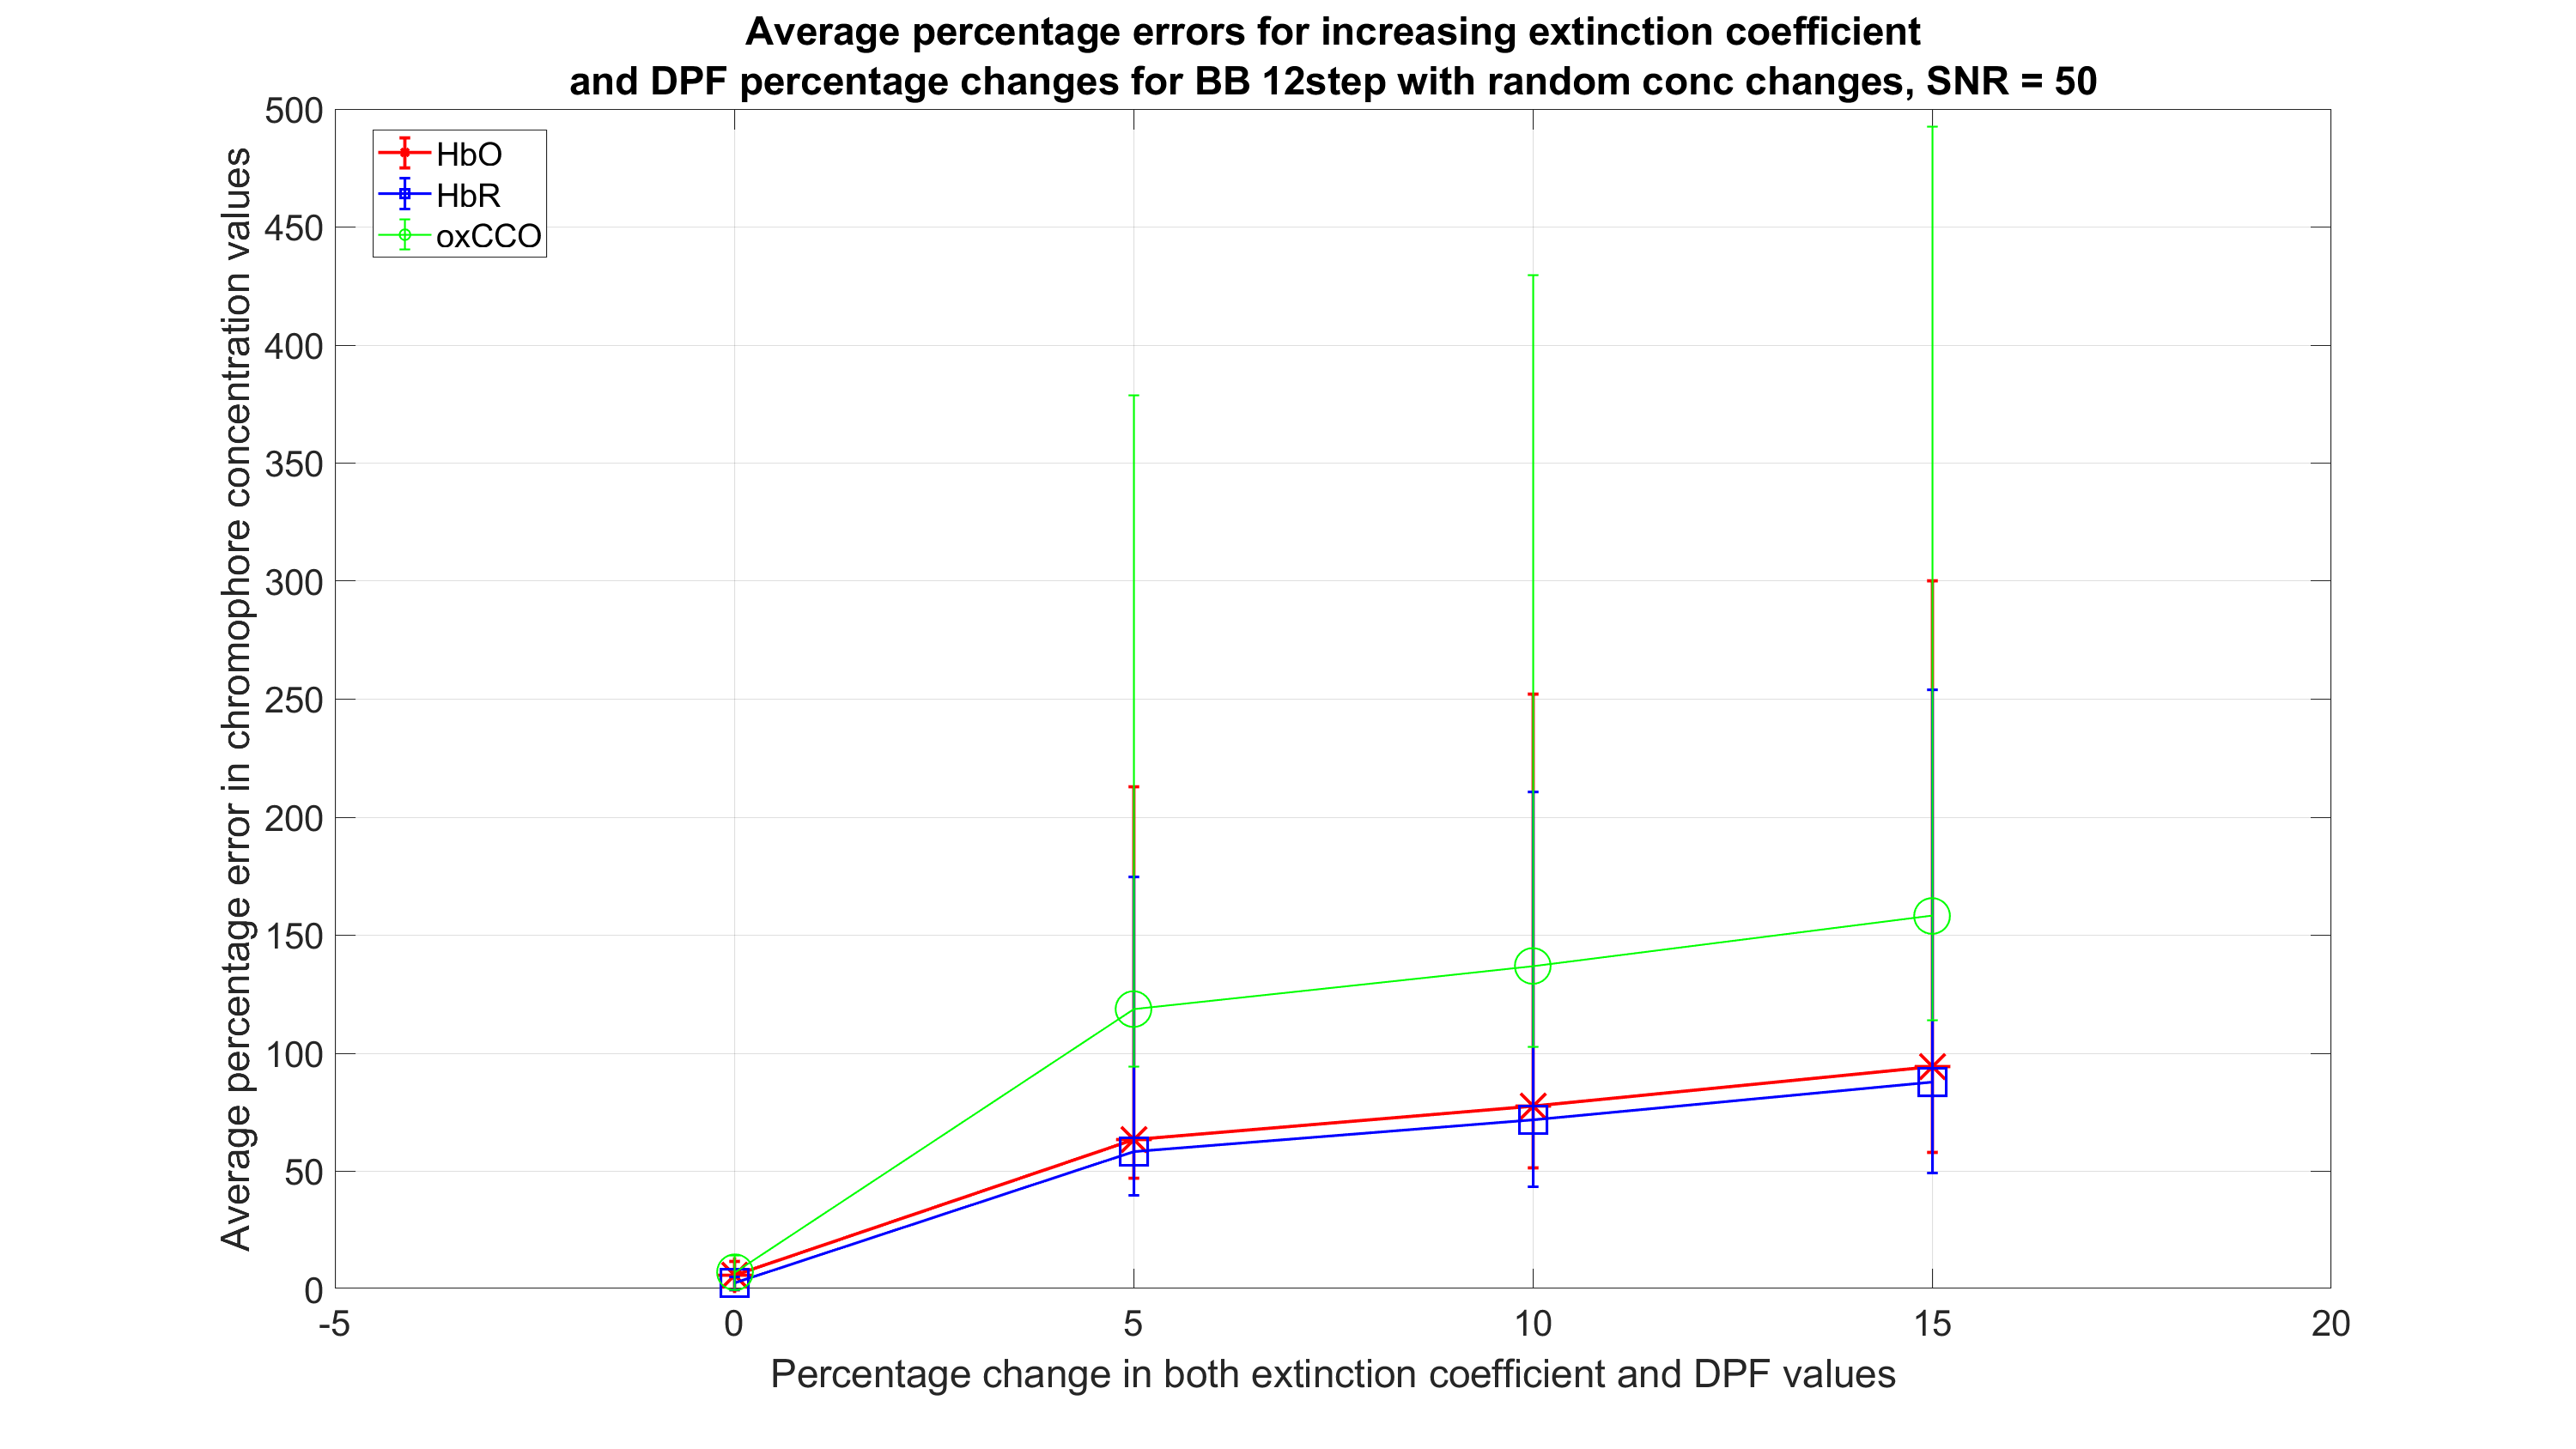 Average percentage errors for increasing extinction coefficient
and DPF percentage changes for BB 12step with random conc changes, SNR = 50
Average percentage error in chromophore concentration values
500
450
400
350
300
250
200
150
100
50
0
HbO
HbR
oxCCO
-5 0 5 10 15 20
Percentage change in both extinction coefficient and DPF values